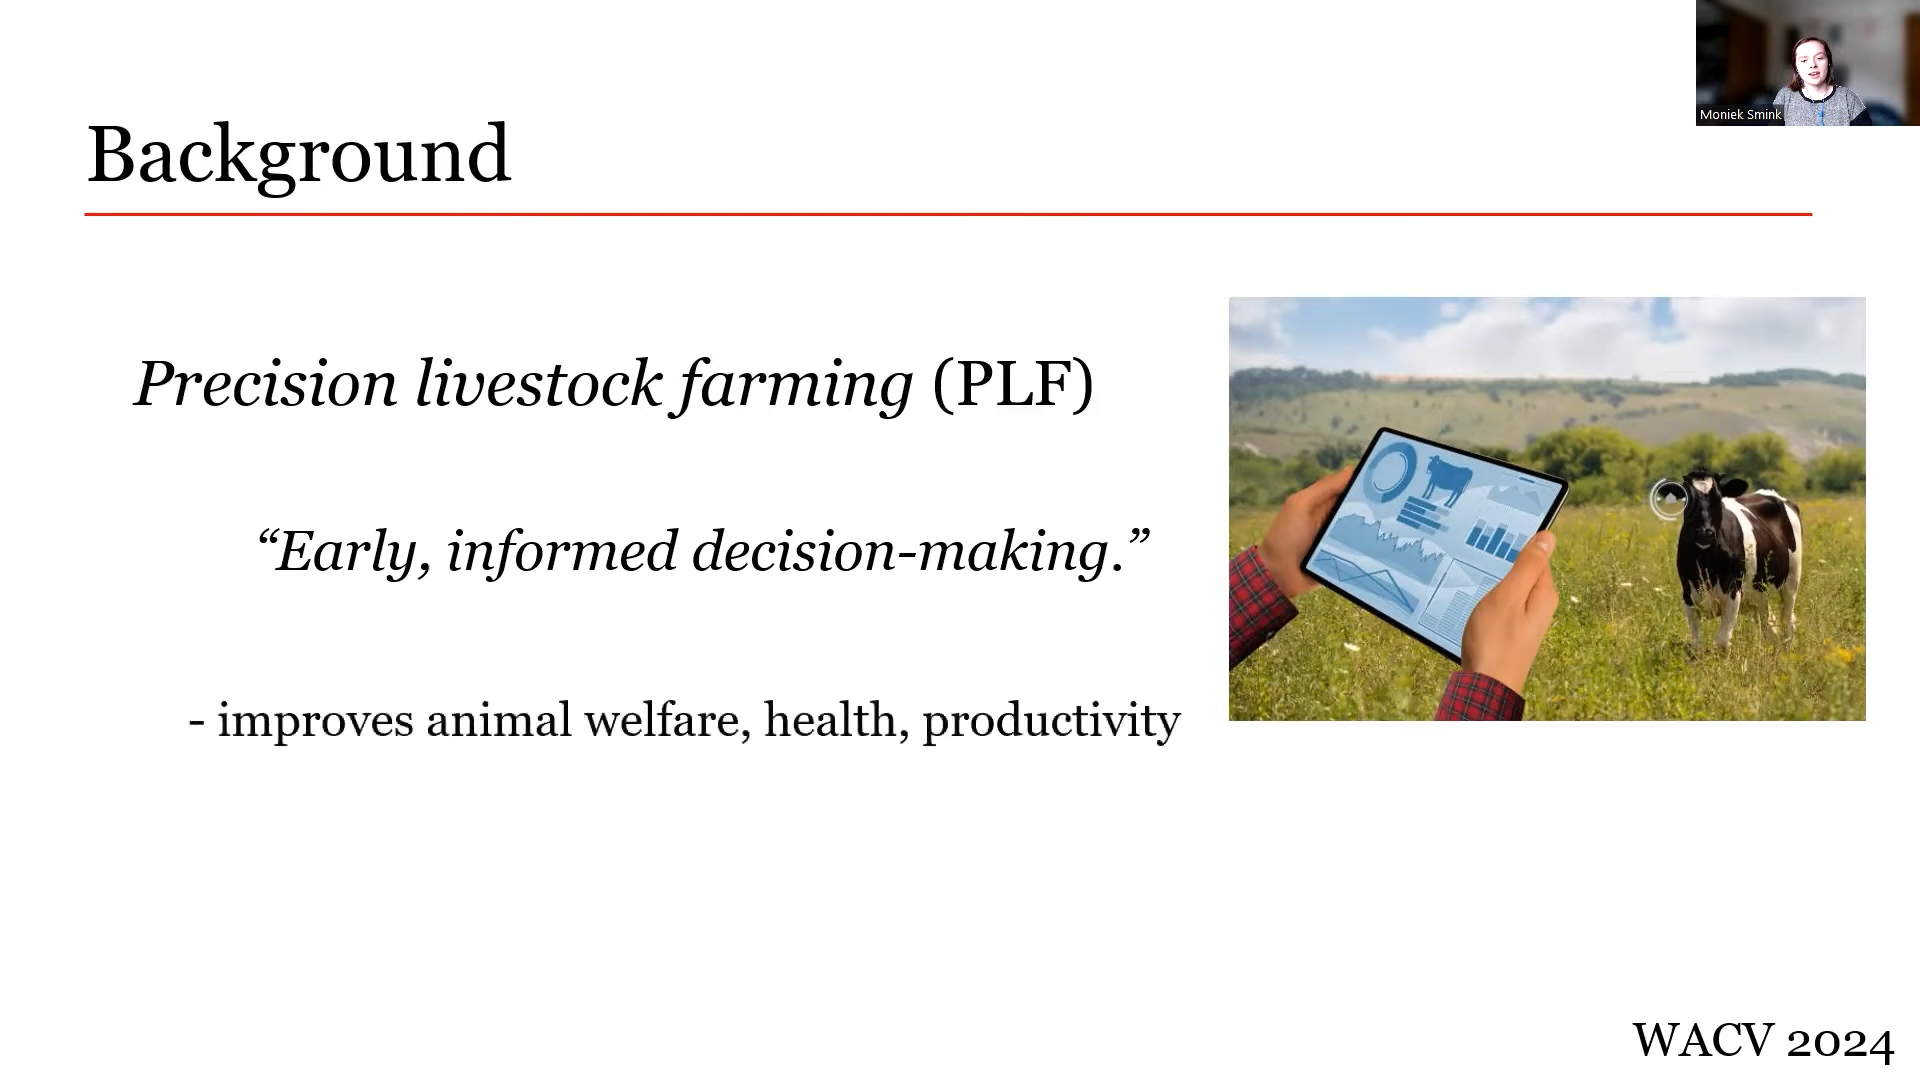 Moniek Smink
Background
Precision livestock farming (PLF)
“Early, informed decision-making.”
- improves animal welfare, health, productivity
WACV 2024